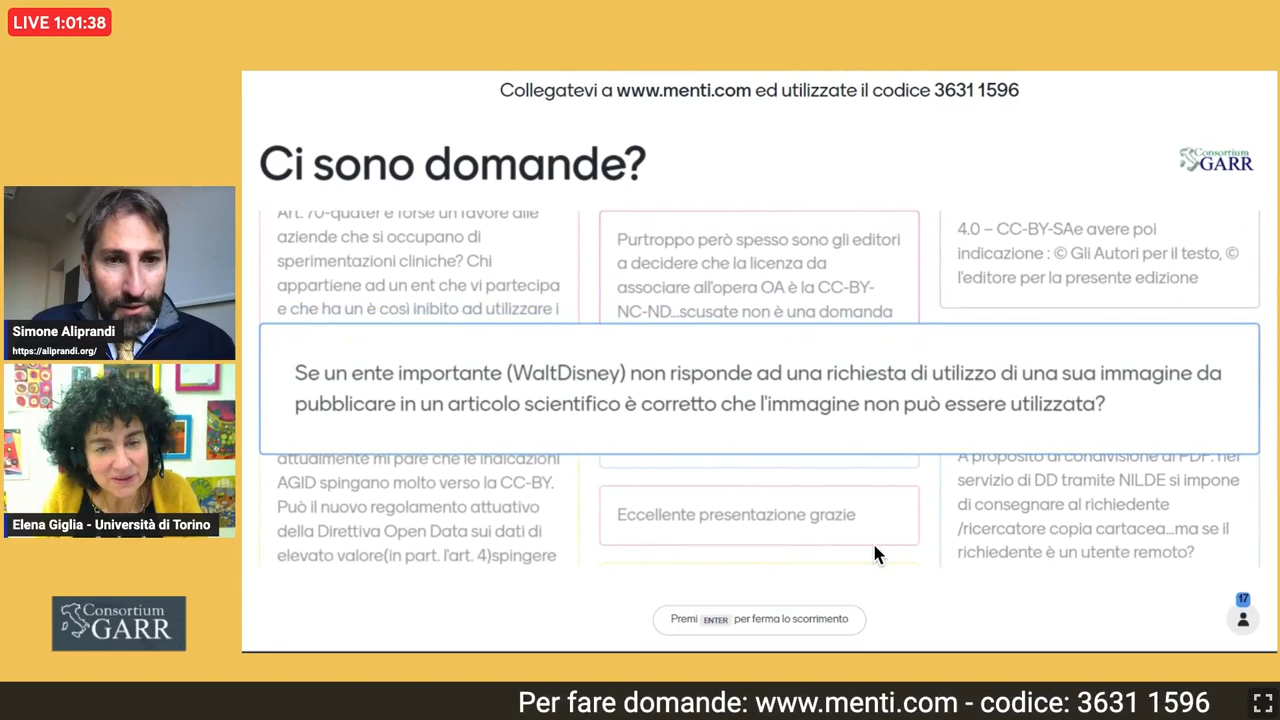 LIVE 1:01:38
Collegatevi a www.menti.com ed utilizzate il codice 3631 1596
Ci sono domande?
Consortium
GARR
Art. 70-quater è forse un favore alle
aziende che si occupano di
sperimentazioni cliniche? Chi
appartiene ad un ent che vi partecipa
e che ha un è così inibito ad utilizzare i
Purtroppo però spesso sono gli editori
a decidere che la licenza da
associare all'opera OA è la CC-BY-
NC-ND...scusate non è una domanda
4.0 – CC-BY-SAe avere poi
indicazione : © Gli Autori per il testo, ©
l'editore per la presente edizione
Se un ente importante (WaltDisney) non risponde ad una richiesta di utilizzo di una sua immagine da
pubblicare in un articolo scientifico è corretto che l'immagine non può essere utilizzata?
attualmente mi pare che le indicazioni
AGID spingano molto verso la CC-BY.
Può il nuovo regolamento attuativo
della Direttiva Open Data sui dati di
elevato valore(in part. l'art. 4)spingere
Eccellente presentazione grazie
A proposito di condivisione di PDF: nel
servizio di DD tramite NILDE si impone
di consegnare al richiedente
/ricercatore copia cartacea...ma se il
richiedente è un utente remoto?
Premi ENTER per ferma lo scorrimento
17
Simone Aliprandi
https://aliprandi.org/
Elena Giglia - Università di Torino
Consortium
GARR
Per fare domande: www.menti.com - codice: 3631 1596